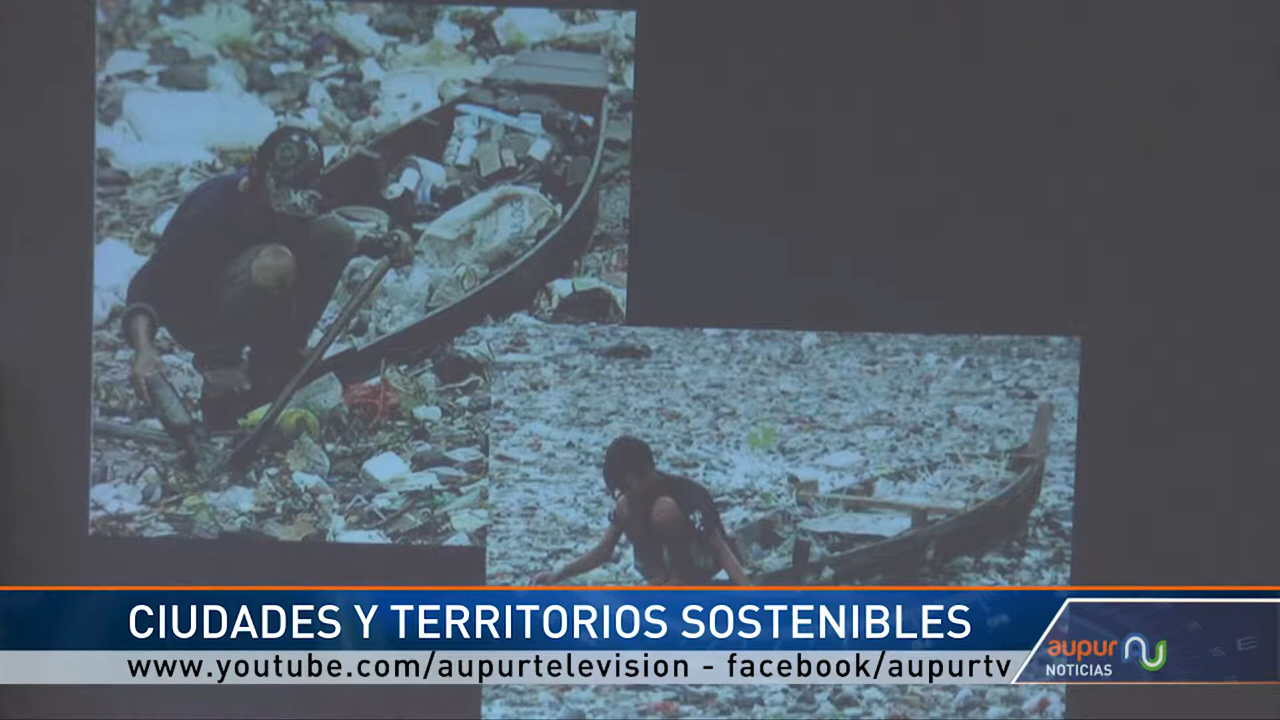 CIUDADES Y TERRITORIOS SOSTENIBLES
www.youtube.com/aupurtelevision - facebook/aupurtv
aupur
NOTICIAS